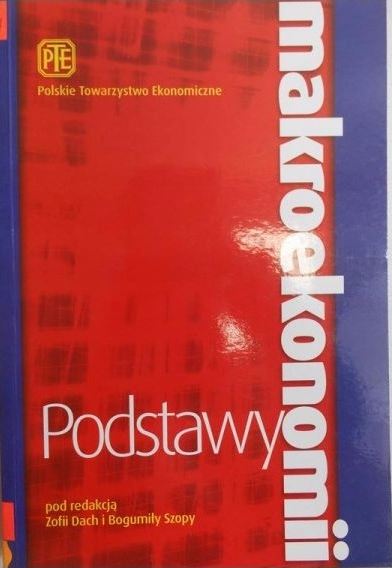 PTE
Polskie Towarzystwo Ekonomiczne
Podstawy
makroekonomii
pod redakcją
Zofii Dach i Bogumiły Szopy